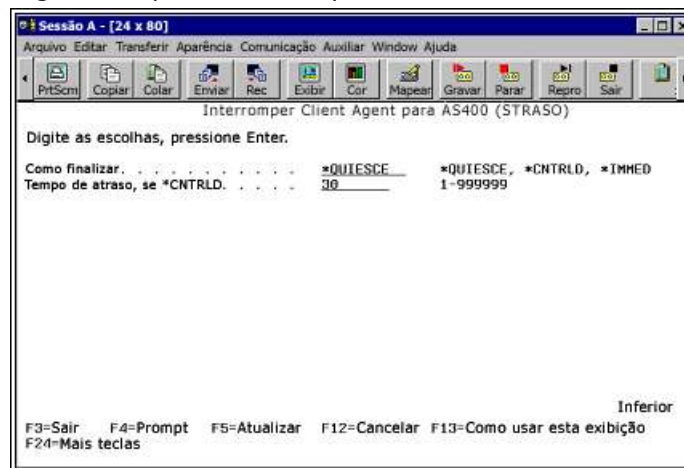 Sessão A - [24 x 80]
Arquivo Editar Transferir Aparência Comunicação Auxiliar Window Ajuda
PrtScrn Copiar Colar Enviar Rec Exibir Cor Mapear Gravar Parar Repro Sair
Interromper Client Agent para AS400 (STRASO)
Digite as escolhas, pressione Enter.
Como finalizar. . . . . . . . . . . *QUIESCE *QUIESCE, *CNTRLD, *IMMED
Tempo de atraso, se *CNTRLD. . . . . 30 1-999999
Inferior
F3=Sair F4=Prompt F5=Atualizar F12=Cancelar F13=Como usar esta exibição
F24=Mais teclas